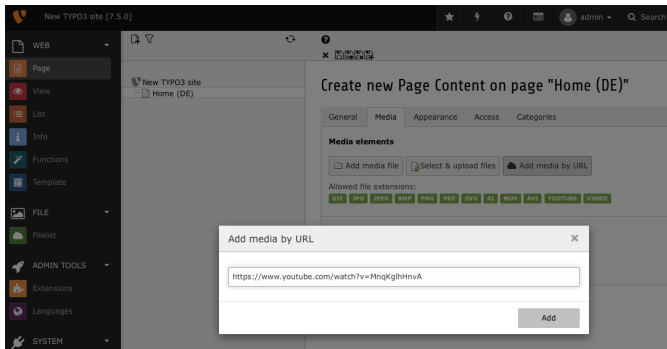 New TYPO3 site [7.5.0]
admin
Search
WEB
Page
View
List
Info
Functions
Template
FILE
Filelist
ADMIN TOOLS
Extensions
Languages
SYSTEM
New TYPO3 site
Home (DE)
Create new Page Content on page "Home (DE)"
General Media Appearance Access Categories
Media elements
Add media file Select & upload files Add media by URL
Allowed file extensions:
GIF JPG JPEG BMP PNG PDF SVG AI MOV AVI YOUTUBE VIMEO
Add media by URL
https://www.youtube.com/watch?v=MnqKglhHnvA
Add